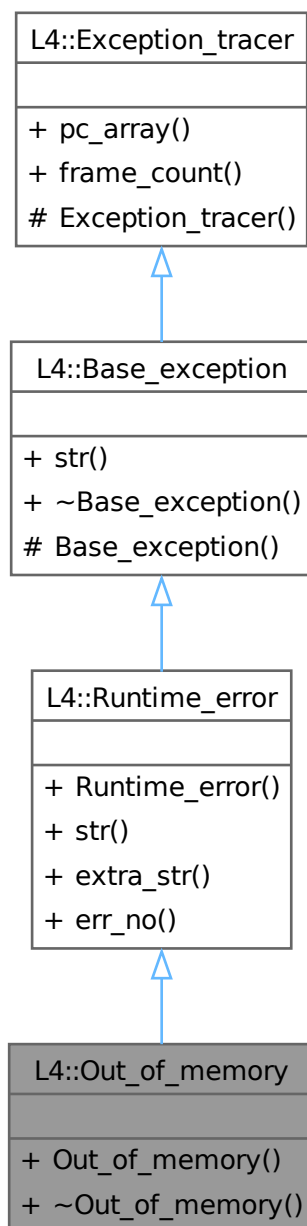 L4::Exception_tracer
+ pc_array()
+ frame_count()
# Exception_tracer()
L4::Base_exception
+ str()
+ ~Base_exception()
# Base_exception()
L4::Runtime_error
+ Runtime_error()
+ str()
+ extra_str()
+ err_no()
L4::Out_of_memory
+ Out_of_memory()
+ ~Out_of_memory()